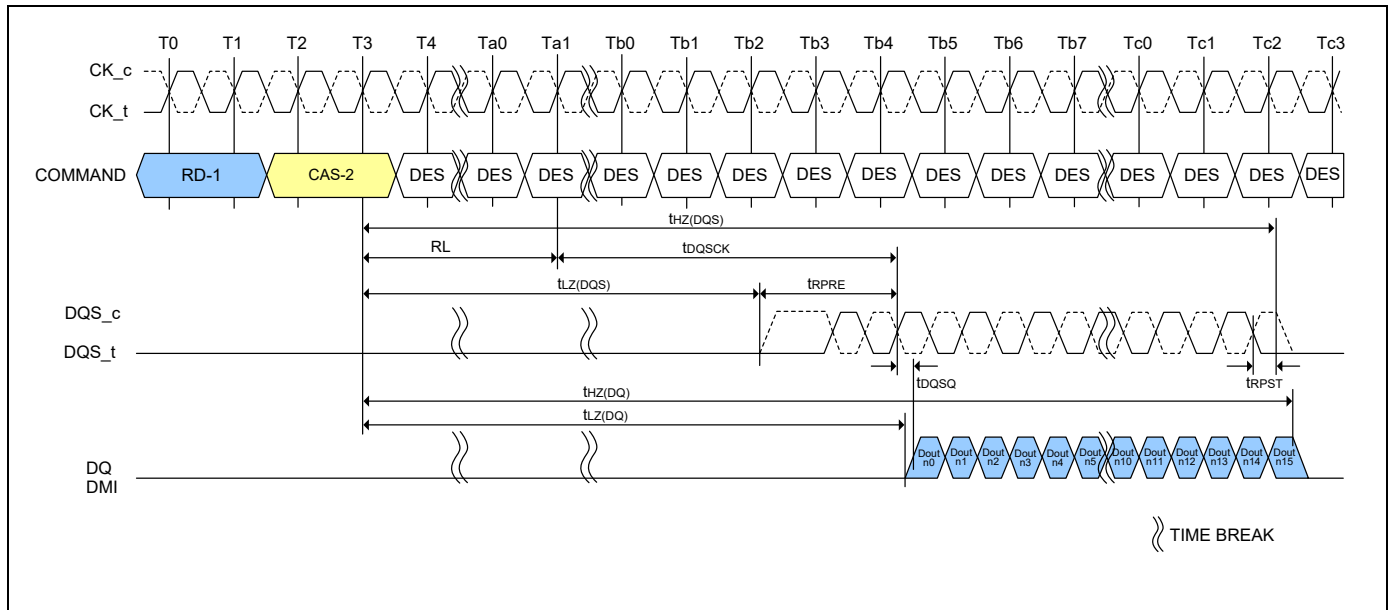 T0 T1 T2 T3 T4 Ta0 Ta1 Tb0 Tb1 Tb2 Tb3 Tb4 Tb5 Tb6 Tb7 Tc0 Tc1 Tc2 Tc3
CK_c
CK_t
COMMAND RD-1 CAS-2 DES DES DES DES DES DES DES DES DES DES DES DES DES DES DES
tHZ(DQS)
RL tDQSCK
tLZ(DQS) tRPRE
DQS_c
DQS_t
tDQSQ tRPST
tHZ(DQ)
tLZ(DQ)
DQ
DMI
Dout n0 Dout n1 Dout n2 Dout n3 Dout n4 Dout n5 Dout n10 Dout n11 Dout n12 Dout n13 Dout n14 Dout n15
TIME BREAK